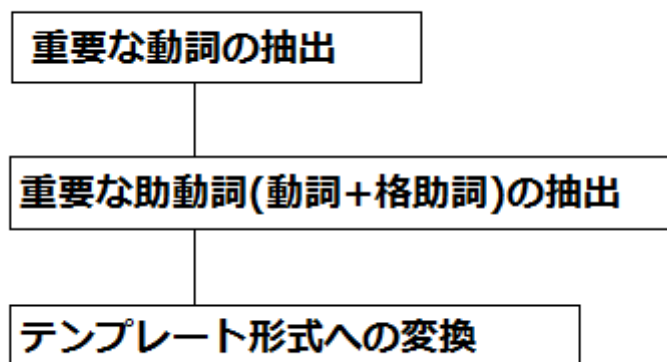 重要な動詞の抽出
重要な助動詞(動詞+格助詞)の抽出
テンプレート形式への変換